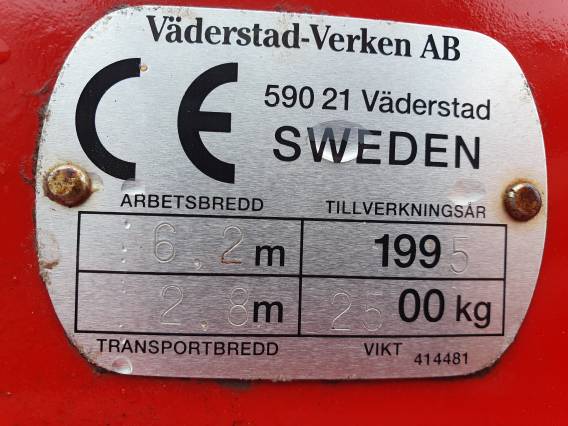 Väderstad-Verken AB
CE
590 21 Väderstad
SWEDEN
ARBETSBREDD TILLVERKNINGSÅR
6,2 m 1995
2,8 m 2500 kg
TRANSPORTBREDD VIKT 414481